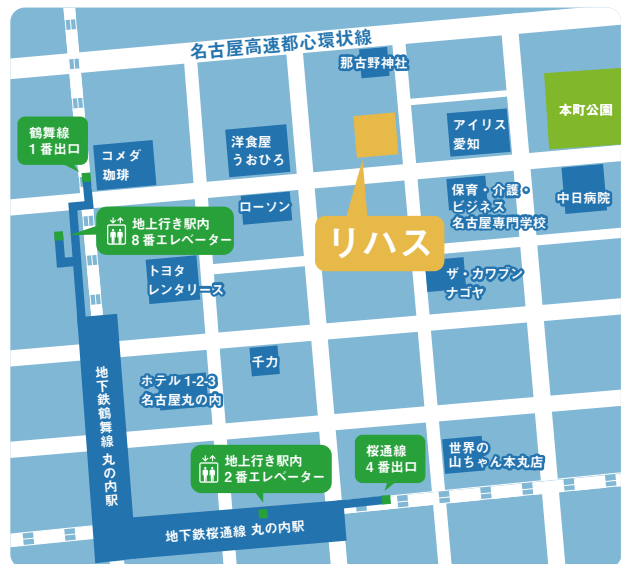 名古屋高速都心環状線
那古野神社
本町公園
鶴舞線
1番出口
コメダ
珈琲
洋食屋
うおひろ
アイリス
愛知
保育・介護・
ビジネス
名古屋専門学校
中日病院
ローソン
地上行き駅内
8番エレベーター
リハス
トヨタ
レンタリース
ザ・カワブン
ナゴヤ
千力
ホテル1-2-3
名古屋丸の内
地下鉄鶴舞線 丸の内駅
地上行き駅内
2番エレベーター
桜通線
4番出口
世界の
山ちゃん本丸店
地下鉄桜通線 丸の内駅